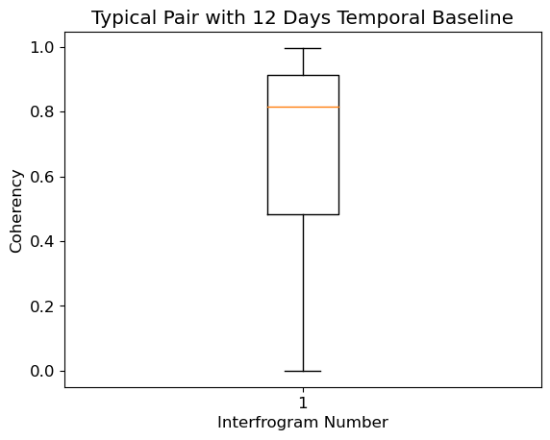 Typical Pair with 12 Days Temporal Baseline
1.0
0.8
0.6
0.4
0.2
0.0
Coherency
1
Interfrogram Number